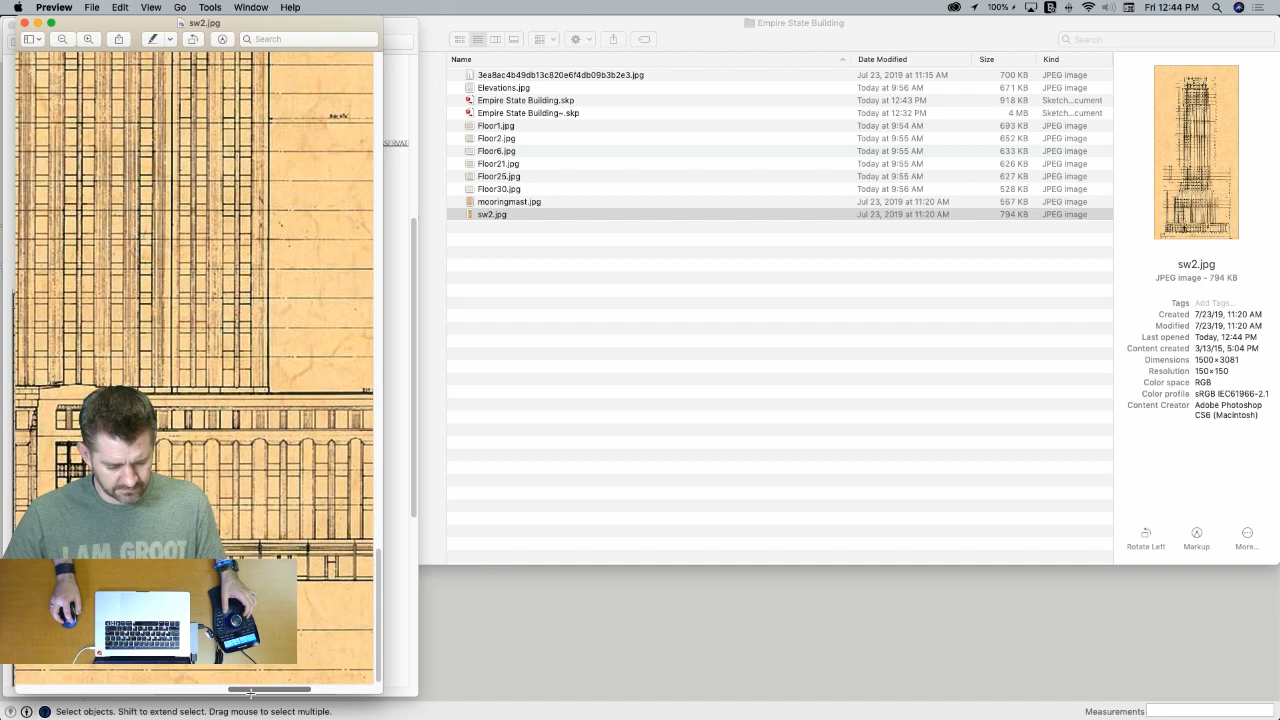 Preview File Edit View Go Tools Window Help
100% Fri 12:44 PM
sw2.jpg
Search
Empire State Building
Search
Name Date Modified Size Kind
3ea8ac4b49db13c820e6f4db09b3b2e3.jpg Jul 23, 2019 at 11:15 AM 700 KB JPEG image
Elevations.jpg Today at 9:56 AM 671 KB JPEG image
Empire State Building.skp Today at 12:43 PM 918 KB Sketch...cument
Empire State Building~.skp Today at 12:32 PM 4 MB Sketch...cument
Floor1.jpg Today at 9:54 AM 693 KB JPEG image
Floor2.jpg Today at 9:55 AM 652 KB JPEG image
Floor6.jpg Today at 9:55 AM 633 KB JPEG image
Floor21.jpg Today at 9:55 AM 626 KB JPEG image
Floor25.jpg Today at 9:55 AM 627 KB JPEG image
Floor30.jpg Today at 9:56 AM 528 KB JPEG image
mooringmast.jpg Jul 23, 2019 at 11:20 AM 567 KB JPEG image
sw2.jpg Jul 23, 2019 at 11:20 AM 794 KB JPEG image
SERVATI
sw2.jpg
JPEG image - 794 KB
Tags Add Tags...
Created 7/23/19, 11:20 AM
Modified 7/23/19, 11:20 AM
Last opened Today, 12:44 PM
Content created 3/13/15, 5:04 PM
Dimensions 1500×3081
Resolution 150×150
Color space RGB
Color profile sRGB IEC61966-2.1
Content Creator Adobe Photoshop
CS6 (Macintosh)
Rotate Left Markup More...
I AM GROOT
Select objects. Shift to extend select. Drag mouse to select multiple.
Measurements